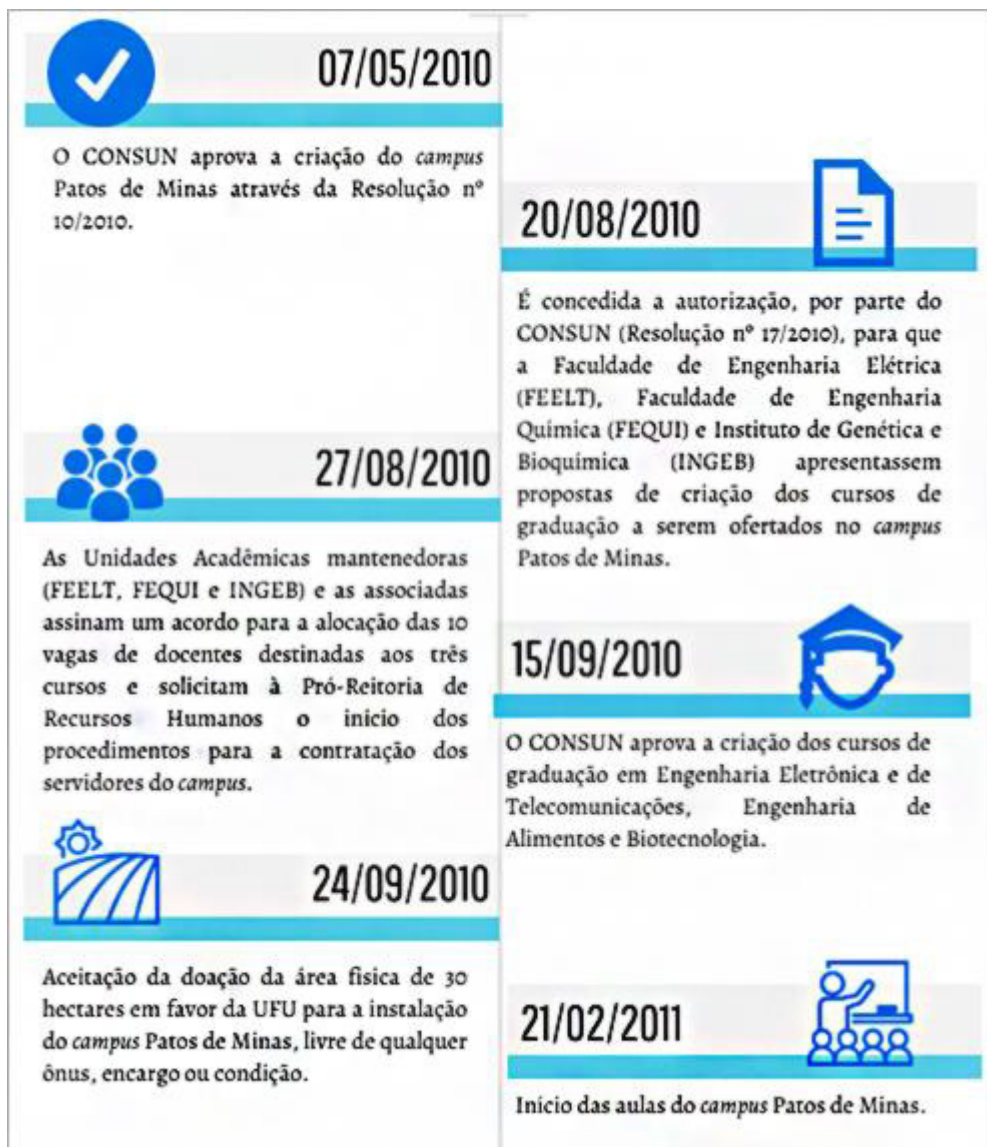 07/05/2010
O CONSUN aprova a criação do campus
Patos de Minas através da Resolução nº
10/2010.
20/08/2010
É concedida a autorização, por parte do
CONSUN (Resolução nº 17/2010), para que
a Faculdade de Engenharia Elétrica
(FEELT), Faculdade de Engenharia
Química (FEQUI) e Instituto de Genética e
Bioquímica (INGEB) apresentassem
propostas de criação dos cursos de
graduação a serem ofertados no campus
Patos de Minas.
27/08/2010
As Unidades Acadêmicas mantenedoras
(FEELT, FEQUI e INGEB) e as associadas
assinam um acordo para a alocação das 10
vagas de docentes destinadas aos três
cursos e solicitam à Pró-Reitoria de
Recursos Humanos o início dos
procedimentos para a contratação dos
servidores do campus.
15/09/2010
O CONSUN aprova a criação dos cursos de
graduação em Engenharia Eletrônica e de
Telecomunicações, Engenharia de
Alimentos e Biotecnologia.
24/09/2010
Aceitação da doação da área física de 30
hectares em favor da UFU para a instalação
do campus Patos de Minas, livre de qualquer
ônus, encargo ou condição.
21/02/2011
Início das aulas do campus Patos de Minas.